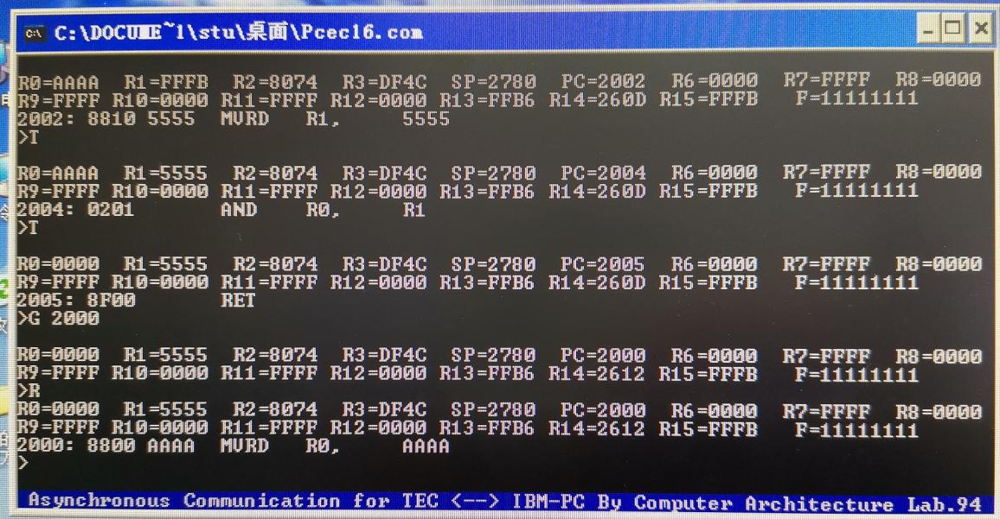 C:\DOCUME~1\stu\桌面\Pcec16.com
R0=AAAA R1=FFFB R2=8074 R3=DF4C SP=2780 PC=2002 R6=0000 R7=FFFF R8=0000
R9=FFFF R10=0000 R11=FFFF R12=0000 R13=FFB6 R14=260D R15=FFFB F=11111111
2002: 8810 5555 MVRD R1, 5555
>T
R0=AAAA R1=5555 R2=8074 R3=DF4C SP=2780 PC=2004 R6=0000 R7=FFFF R8=0000
R9=FFFF R10=0000 R11=FFFF R12=0000 R13=FFB6 R14=260D R15=FFFB F=11111111
2004: 0201 AND R0, R1
>T
R0=0000 R1=5555 R2=8074 R3=DF4C SP=2780 PC=2005 R6=0000 R7=FFFF R8=0000
R9=FFFF R10=0000 R11=FFFF R12=0000 R13=FFB6 R14=260D R15=FFFB F=11111111
2005: 8F00 RET
>G 2000
R0=0000 R1=5555 R2=8074 R3=DF4C SP=2780 PC=2000 R6=0000 R7=FFFF R8=0000
R9=FFFF R10=0000 R11=FFFF R12=0000 R13=FFB6 R14=2612 R15=FFFB F=11111111
>R
R0=0000 R1=5555 R2=8074 R3=DF4C SP=2780 PC=2000 R6=0000 R7=FFFF R8=0000
R9=FFFF R10=0000 R11=FFFF R12=0000 R13=FFB6 R14=2612 R15=FFFB F=11111111
2000: 8800 AAAA MVRD R0, AAAA
>
Asynchronous Communication for TEC <--> IBM-PC By Computer Architecture Lab.94